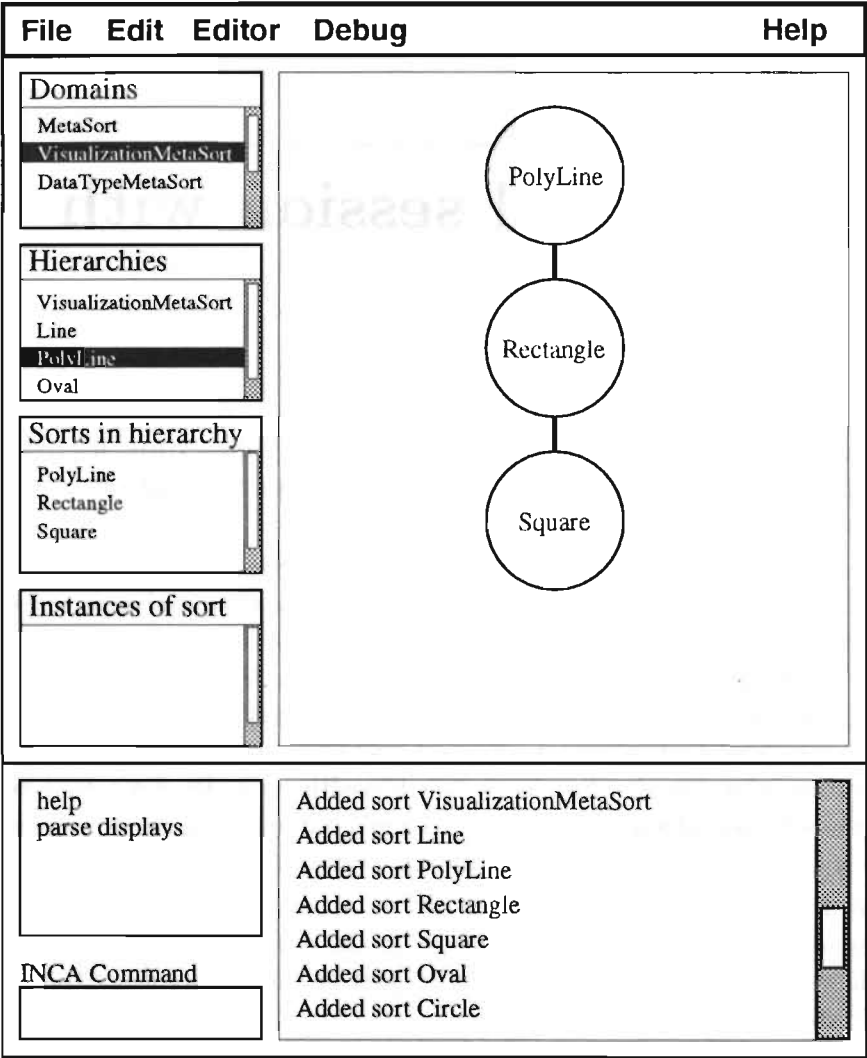 File Edit Editor Debug Help
Domains
MetaSort
VisualizationMetaSort
DataTypeMetaSort
Hierarchies
VisualizationMetaSort
Line
PolyLine
Oval
Sorts in hierarchy
PolyLine
Rectangle
Square
Instances of sort
PolyLine
Rectangle
Square
help
parse displays
INCA Command
Added sort VisualizationMetaSort
Added sort Line
Added sort PolyLine
Added sort Rectangle
Added sort Square
Added sort Oval
Added sort Circle